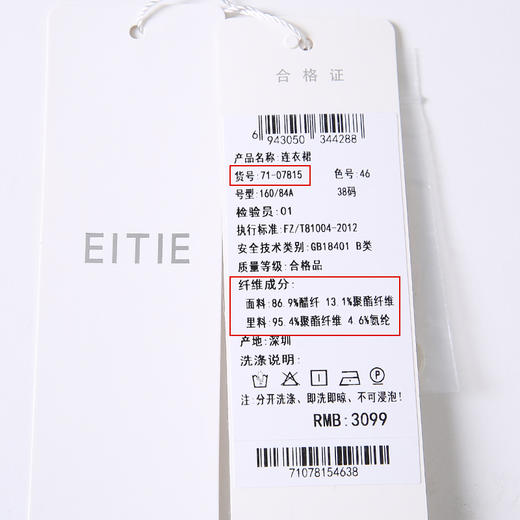 EITIE
合格证
6 943050 344288
产品名称:连衣裙
货号:71-07815 色号:46
号型:160/84A 38码
检验员:01
执行标准:FZ/T81004-2012
安全技术类别:GB18401 B类
质量等级:合格品
纤维成分:
面料:86.9%醋纤 13.1%聚酯纤维
里料:95.4%聚酯纤维 4.6%氨纶
产地:深圳
洗涤说明:
P
注:分开洗涤、即洗即晾、不可浸泡!
RMB:3099
71078154638